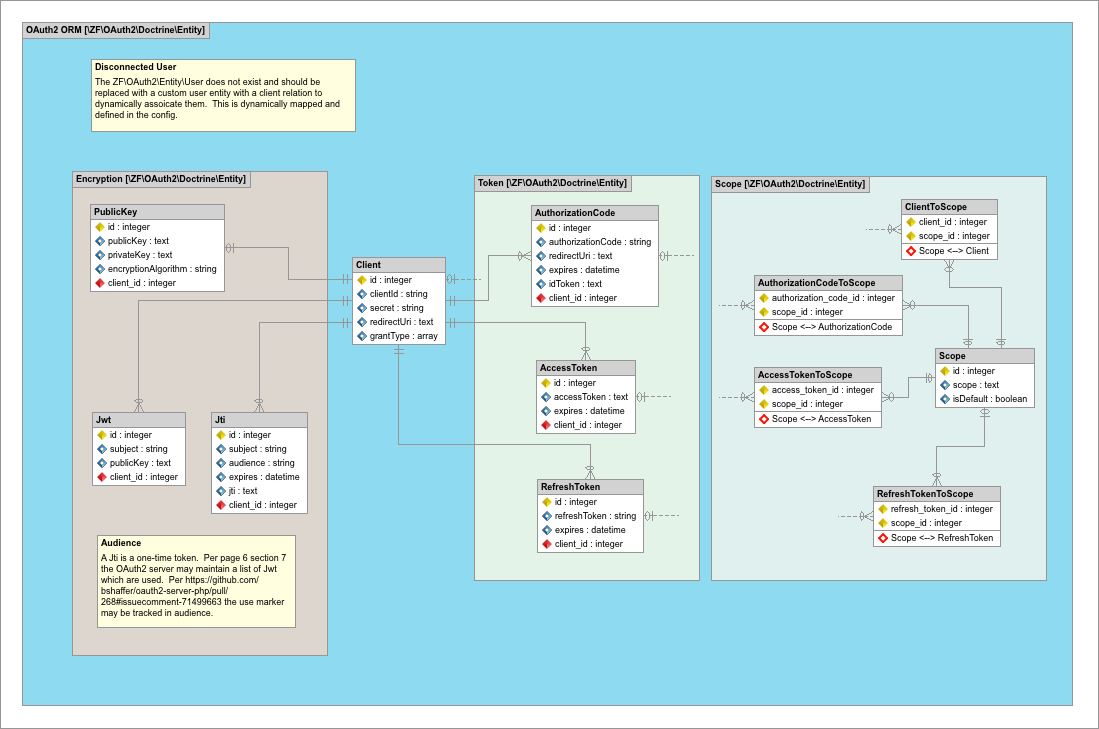 OAuth2 ORM [\ZF\OAuth2\Doctrine\Entity]
Disconnected User
The ZF\OAuth2\Entity\User does not exist and should be
replaced with a custom user entity with a client relation to
dynamically assoicate them.  This is dynamically mapped and
defined in the config.
Encryption [\ZF\OAuth2\Doctrine\Entity]
PublicKey
id : integer
publicKey : text
privateKey : text
encryptionAlgorithm : string
client_id : integer
Jwt
id : integer
subject : string
publicKey : text
client_id : integer
Jti
id : integer
subject : string
audience : string
expires : datetime
jti : text
client_id : integer
Audience
A Jti is a one-time token.  Per page 6 section 7
the OAuth2 server may maintain a list of Jwt
which are used.  Per https://github.com/
bshaffer/oauth2-server-php/pull/
268#issuecomment-71499663 the use marker
may be tracked in audience.
Client
id : integer
clientId : string
secret : string
redirectUri : text
grantType : array
Token [\ZF\OAuth2\Doctrine\Entity]
AuthorizationCode
id : integer
authorizationCode : string
redirectUri : text
expires : datetime
idToken : text
client_id : integer
AccessToken
id : integer
accessToken : text
expires : datetime
client_id : integer
RefreshToken
id : integer
refreshToken : string
expires : datetime
client_id : integer
Scope [\ZF\OAuth2\Doctrine\Entity]
ClientToScope
client_id : integer
scope_id : integer
Scope <--> Client
AuthorizationCodeToScope
authorization_code_id : integer
scope_id : integer
Scope <--> AuthorizationCode
AccessTokenToScope
access_token_id : integer
scope_id : integer
Scope <--> AccessToken
Scope
id : integer
scope : text
isDefault : boolean
RefreshTokenToScope
refresh_token_id : integer
scope_id : integer
Scope <--> RefreshToken